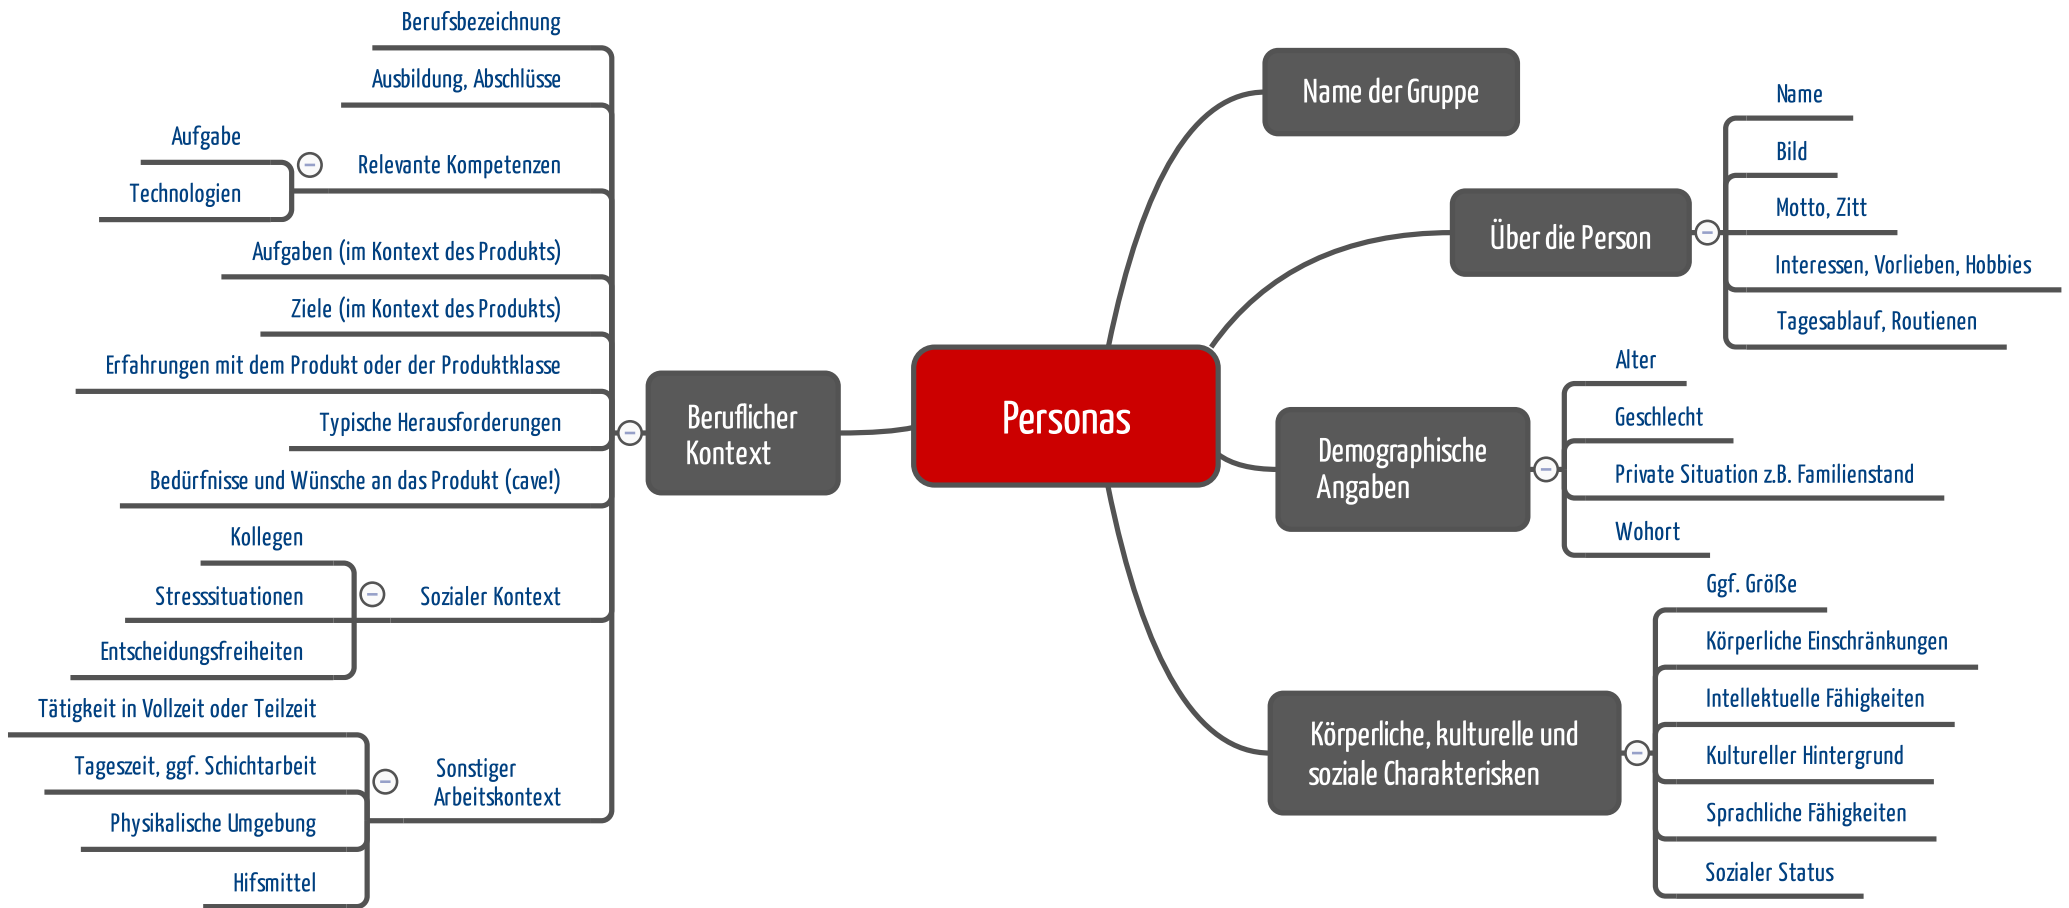 Personas
Name der Gruppe
Über die Person
Name
Bild
Motto, Zitt
Interessen, Vorlieben, Hobbies
Tagesablauf, Routienen
Demographische
Angaben
Alter
Geschlecht
Private Situation z.B. Familienstand
Wohort
Körperliche, kulturelle und
soziale Charakterisken
Ggf. Größe
Körperliche Einschränkungen
Intellektuelle Fähigkeiten
Kultureller Hintergrund
Sprachliche Fähigkeiten
Sozialer Status
Beruflicher
Kontext
Berufsbezeichnung
Ausbildung, Abschlüsse
Relevante Kompetenzen
Aufgabe
Technologien
Aufgaben (im Kontext des Produkts)
Ziele (im Kontext des Produkts)
Erfahrungen mit dem Produkt oder der Produktklasse
Typische Herausforderungen
Bedürfnisse und Wünsche an das Produkt (cave!)
Sozialer Kontext
Kollegen
Stresssituationen
Entscheidungsfreiheiten
Sonstiger
Arbeitskontext
Tätigkeit in Vollzeit oder Teilzeit
Tageszeit, ggf. Schichtarbeit
Physikalische Umgebung
Hifsmittel